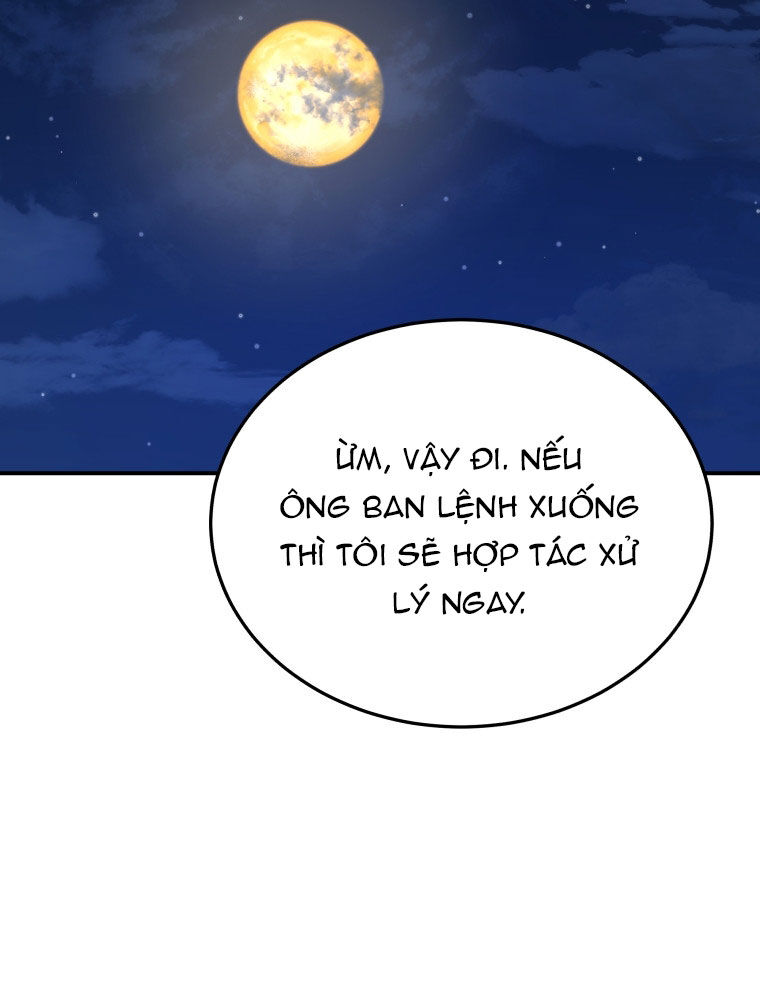 ỪM, VẬY ĐI. NẾU
ÔNG BAN LỆNH XUỐNG
THÌ TÔI SẼ HỢP TÁC XỬ
LÝ NGAY.